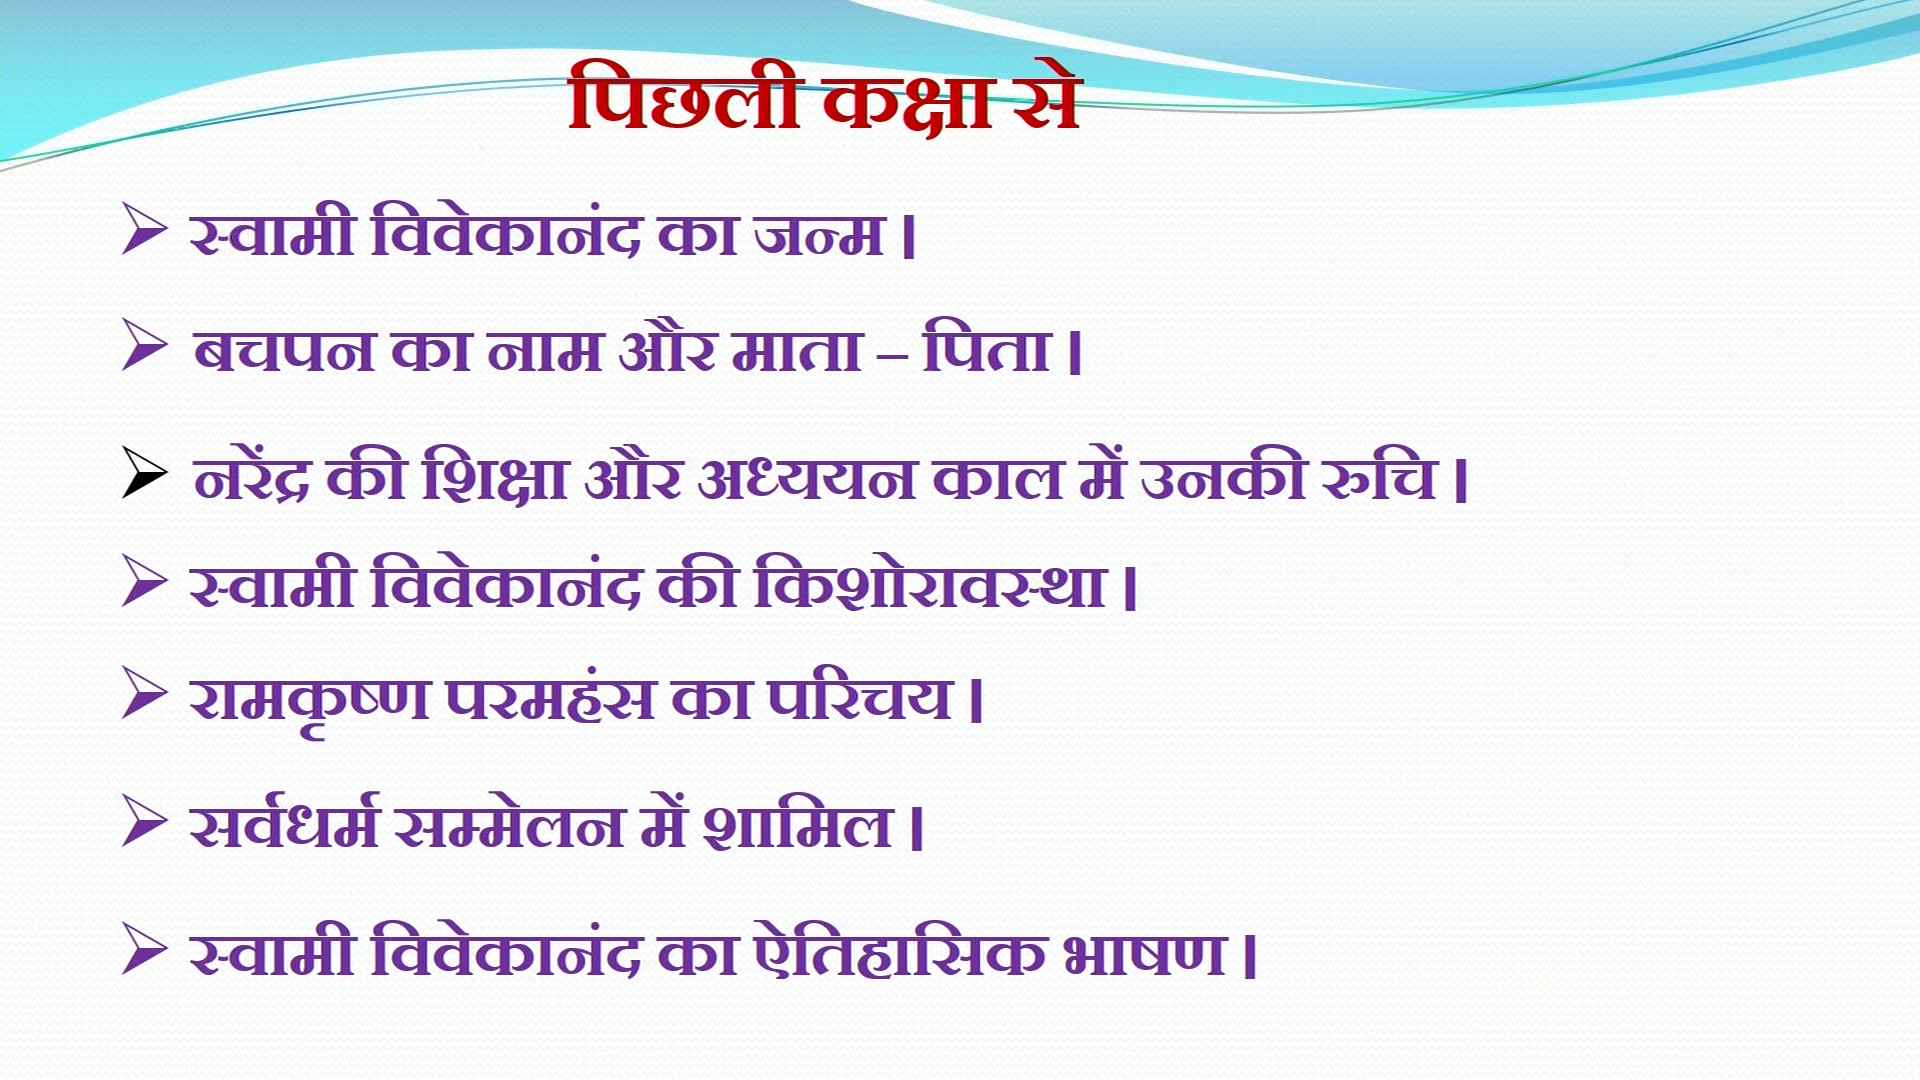 पिछली कक्षा से
स्वामी विवेकानंद का जन्म।
बचपन का नाम और माता – पिता।
नरेंद्र की शिक्षा और अध्ययन काल में उनकी रुचि।
स्वामी विवेकानंद की किशोरावस्था।
रामकृष्ण परमहंस का परिचय।
सर्वधर्म सम्मेलन में शामिल।
स्वामी विवेकानंद का ऐतिहासिक भाषण।